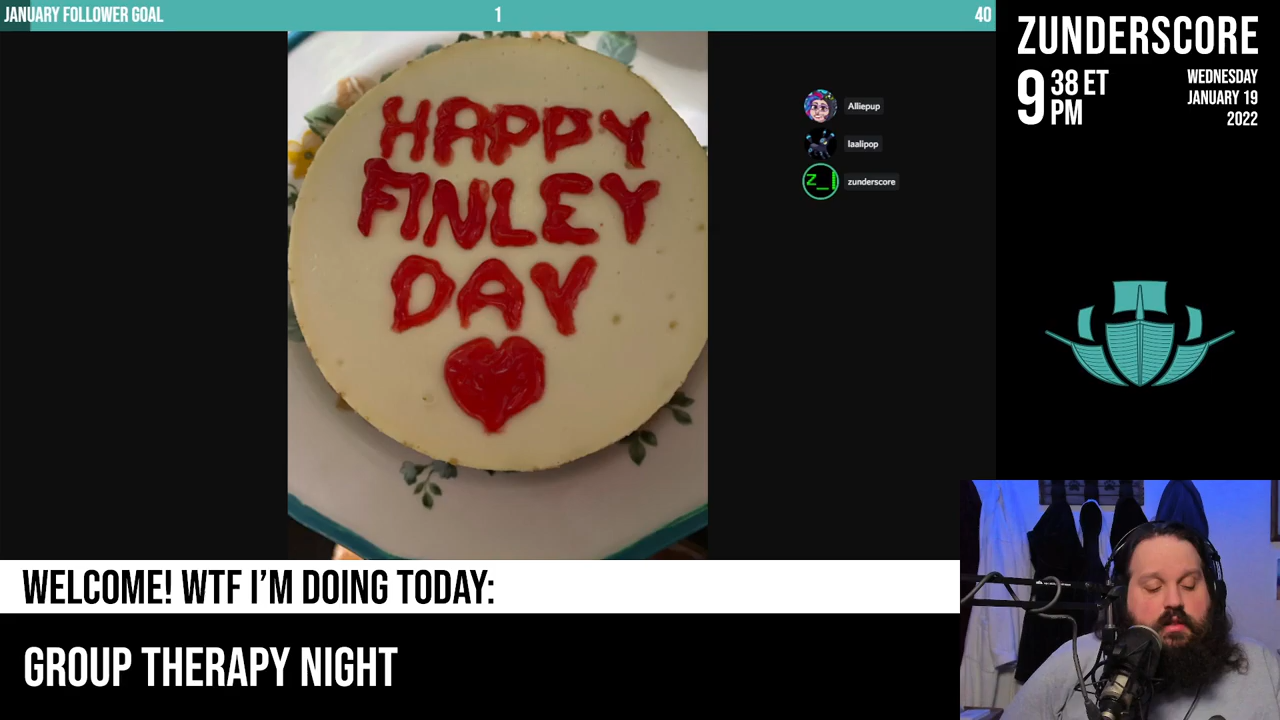 JANUARY FOLLOWER GOAL 1 40
ZUNDERSCORE
9 38 ET PM
WEDNESDAY
JANUARY 19
2022
HAPPY
FINLEY
DAY
Alliepup
laalipop
Z_
zunderscore
WELCOME! WTF I'M DOING TODAY:
GROUP THERAPY NIGHT